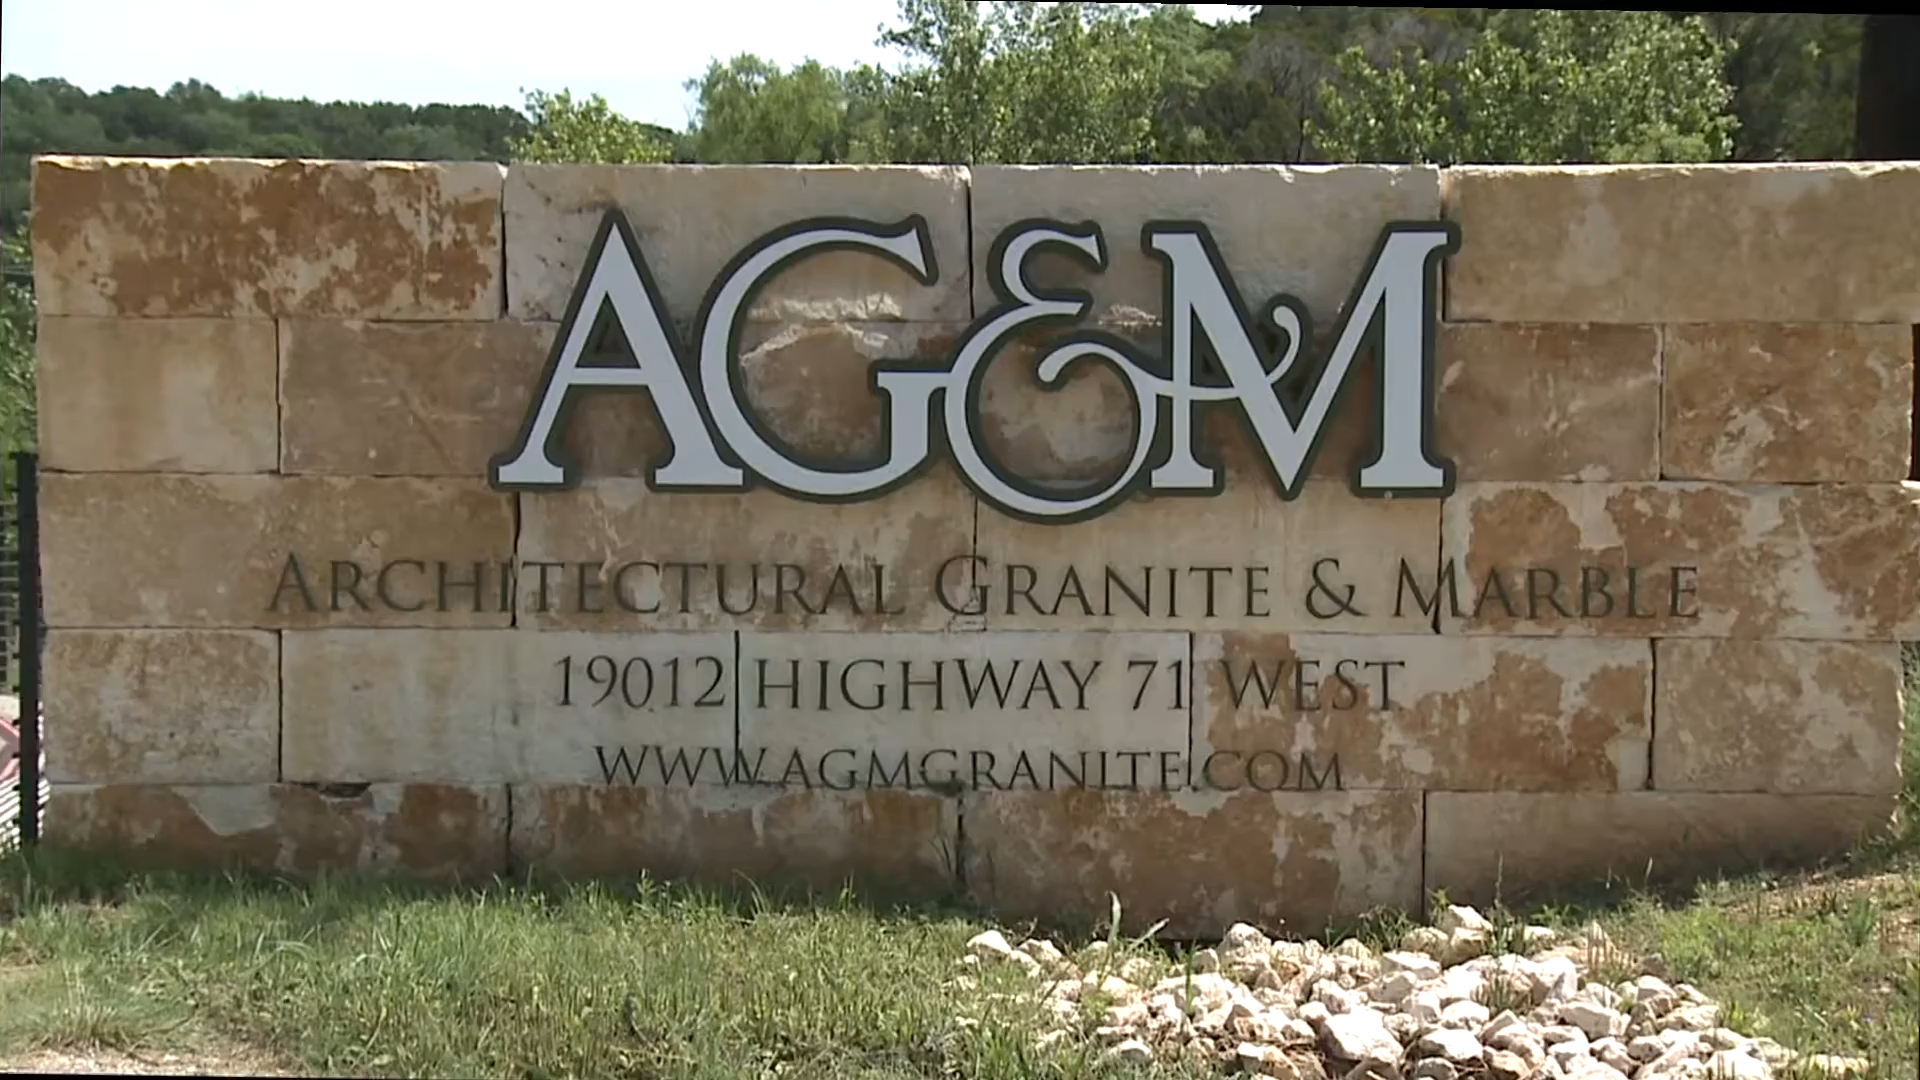 AG&M
ARCHITECTURAL GRANITE & MARBLE
19012 HIGHWAY 71 WEST
WWW.AGMGRANITE.COM